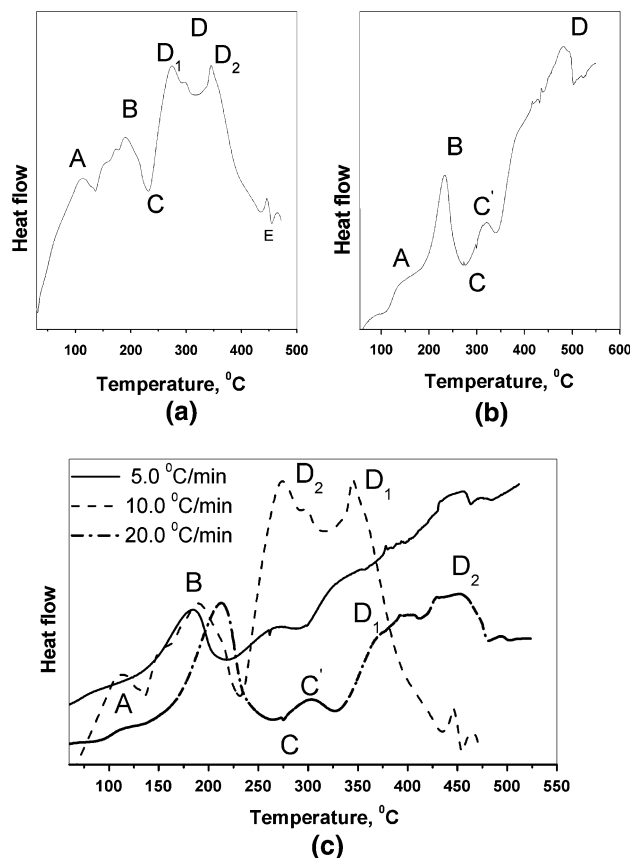 D
D1
D2
B
A
C
E
Heat flow
100 200 300 400 500
Temperature, 0C
(a)
D
B
C'
A
C
Heat flow
100 200 300 400 500 600
Temperature, 0C
(b)
5.0 0C/min
10.0 0C/min
20.0 0C/min
D2
D1
B
D2
D1
A
C'
C
Heat flow
100 150 200 250 300 350 400 450 500 550
Temperature, 0C
(c)